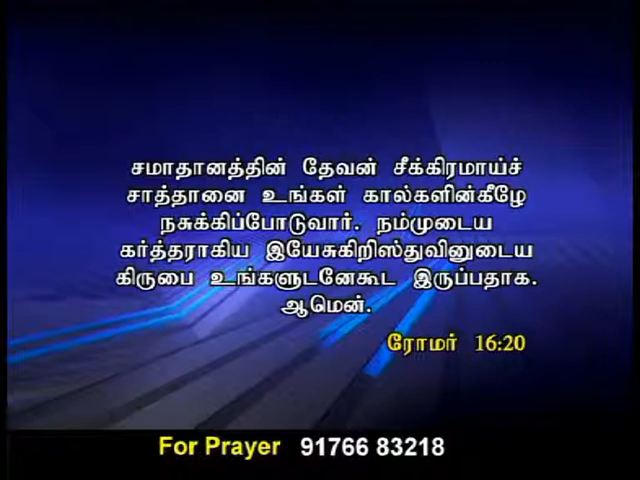 சமாதானத்தின் தேவன் சீக்கிரமாய்ச்
சாத்தானை உங்கள் கால்களின்கீழே
நசுக்கிப்போடுவார். நம்முடைய
கர்த்தராகிய இயேசுகிறிஸ்துவினுடைய
கிருபை உங்களுடனேகூட இருப்பதாக.
ஆமென்.
ரோமர் 16:20
For Prayer 91766 83218